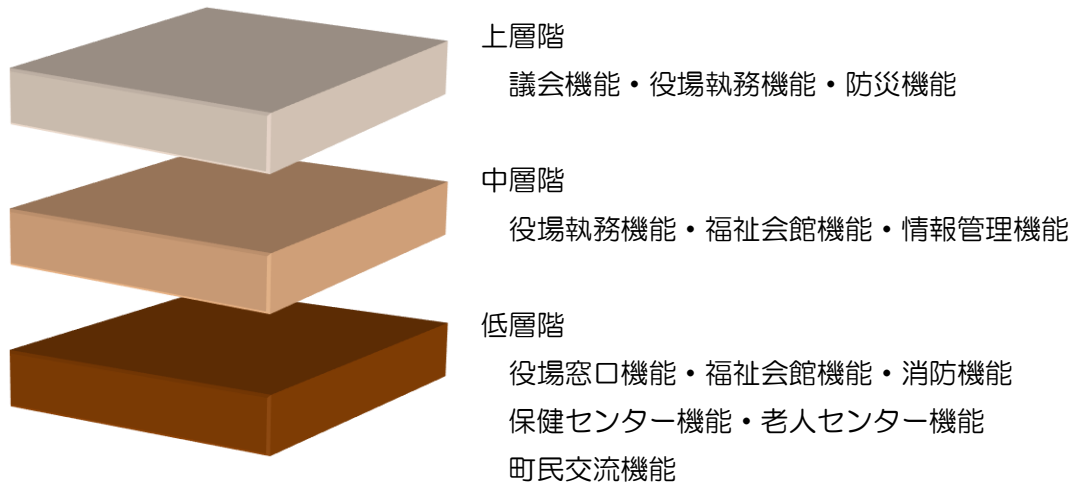 上層階
議会機能・役場執務機能・防災機能
中層階
役場執務機能・福祉会館機能・情報管理機能
低層階
役場窓口機能・福祉会館機能・消防機能
保健センター機能・老人センター機能
町民交流機能